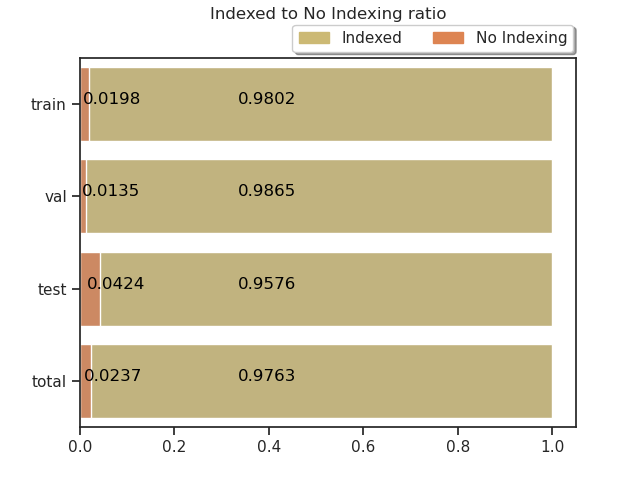 Indexed to No Indexing ratio
Indexed No Indexing
train 0.0198 0.9802
val 0.0135 0.9865
test 0.0424 0.9576
total 0.0237 0.9763
0.0 0.2 0.4 0.6 0.8 1.0